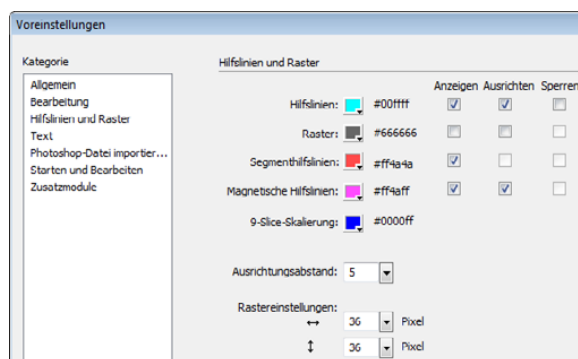 Voreinstellungen
Kategorie
Allgemein
Bearbeitung
Hilfslinien und Raster
Text
Photoshop-Datei importier...
Starten und Bearbeiten
Zusatzmodule
Hilfslinien und Raster
Anzeigen Ausrichten Sperren
Hilfslinien: #00ffff
Raster: #666666
Segmenthilfslinien: #ff4a4a
Magnetische Hilfslinien: #ff4aff
9-Slice-Skalierung: #0000ff
Ausrichtungsabstand: 5
Rastereinstellungen:
↔ 36 Pixel
↕ 36 Pixel